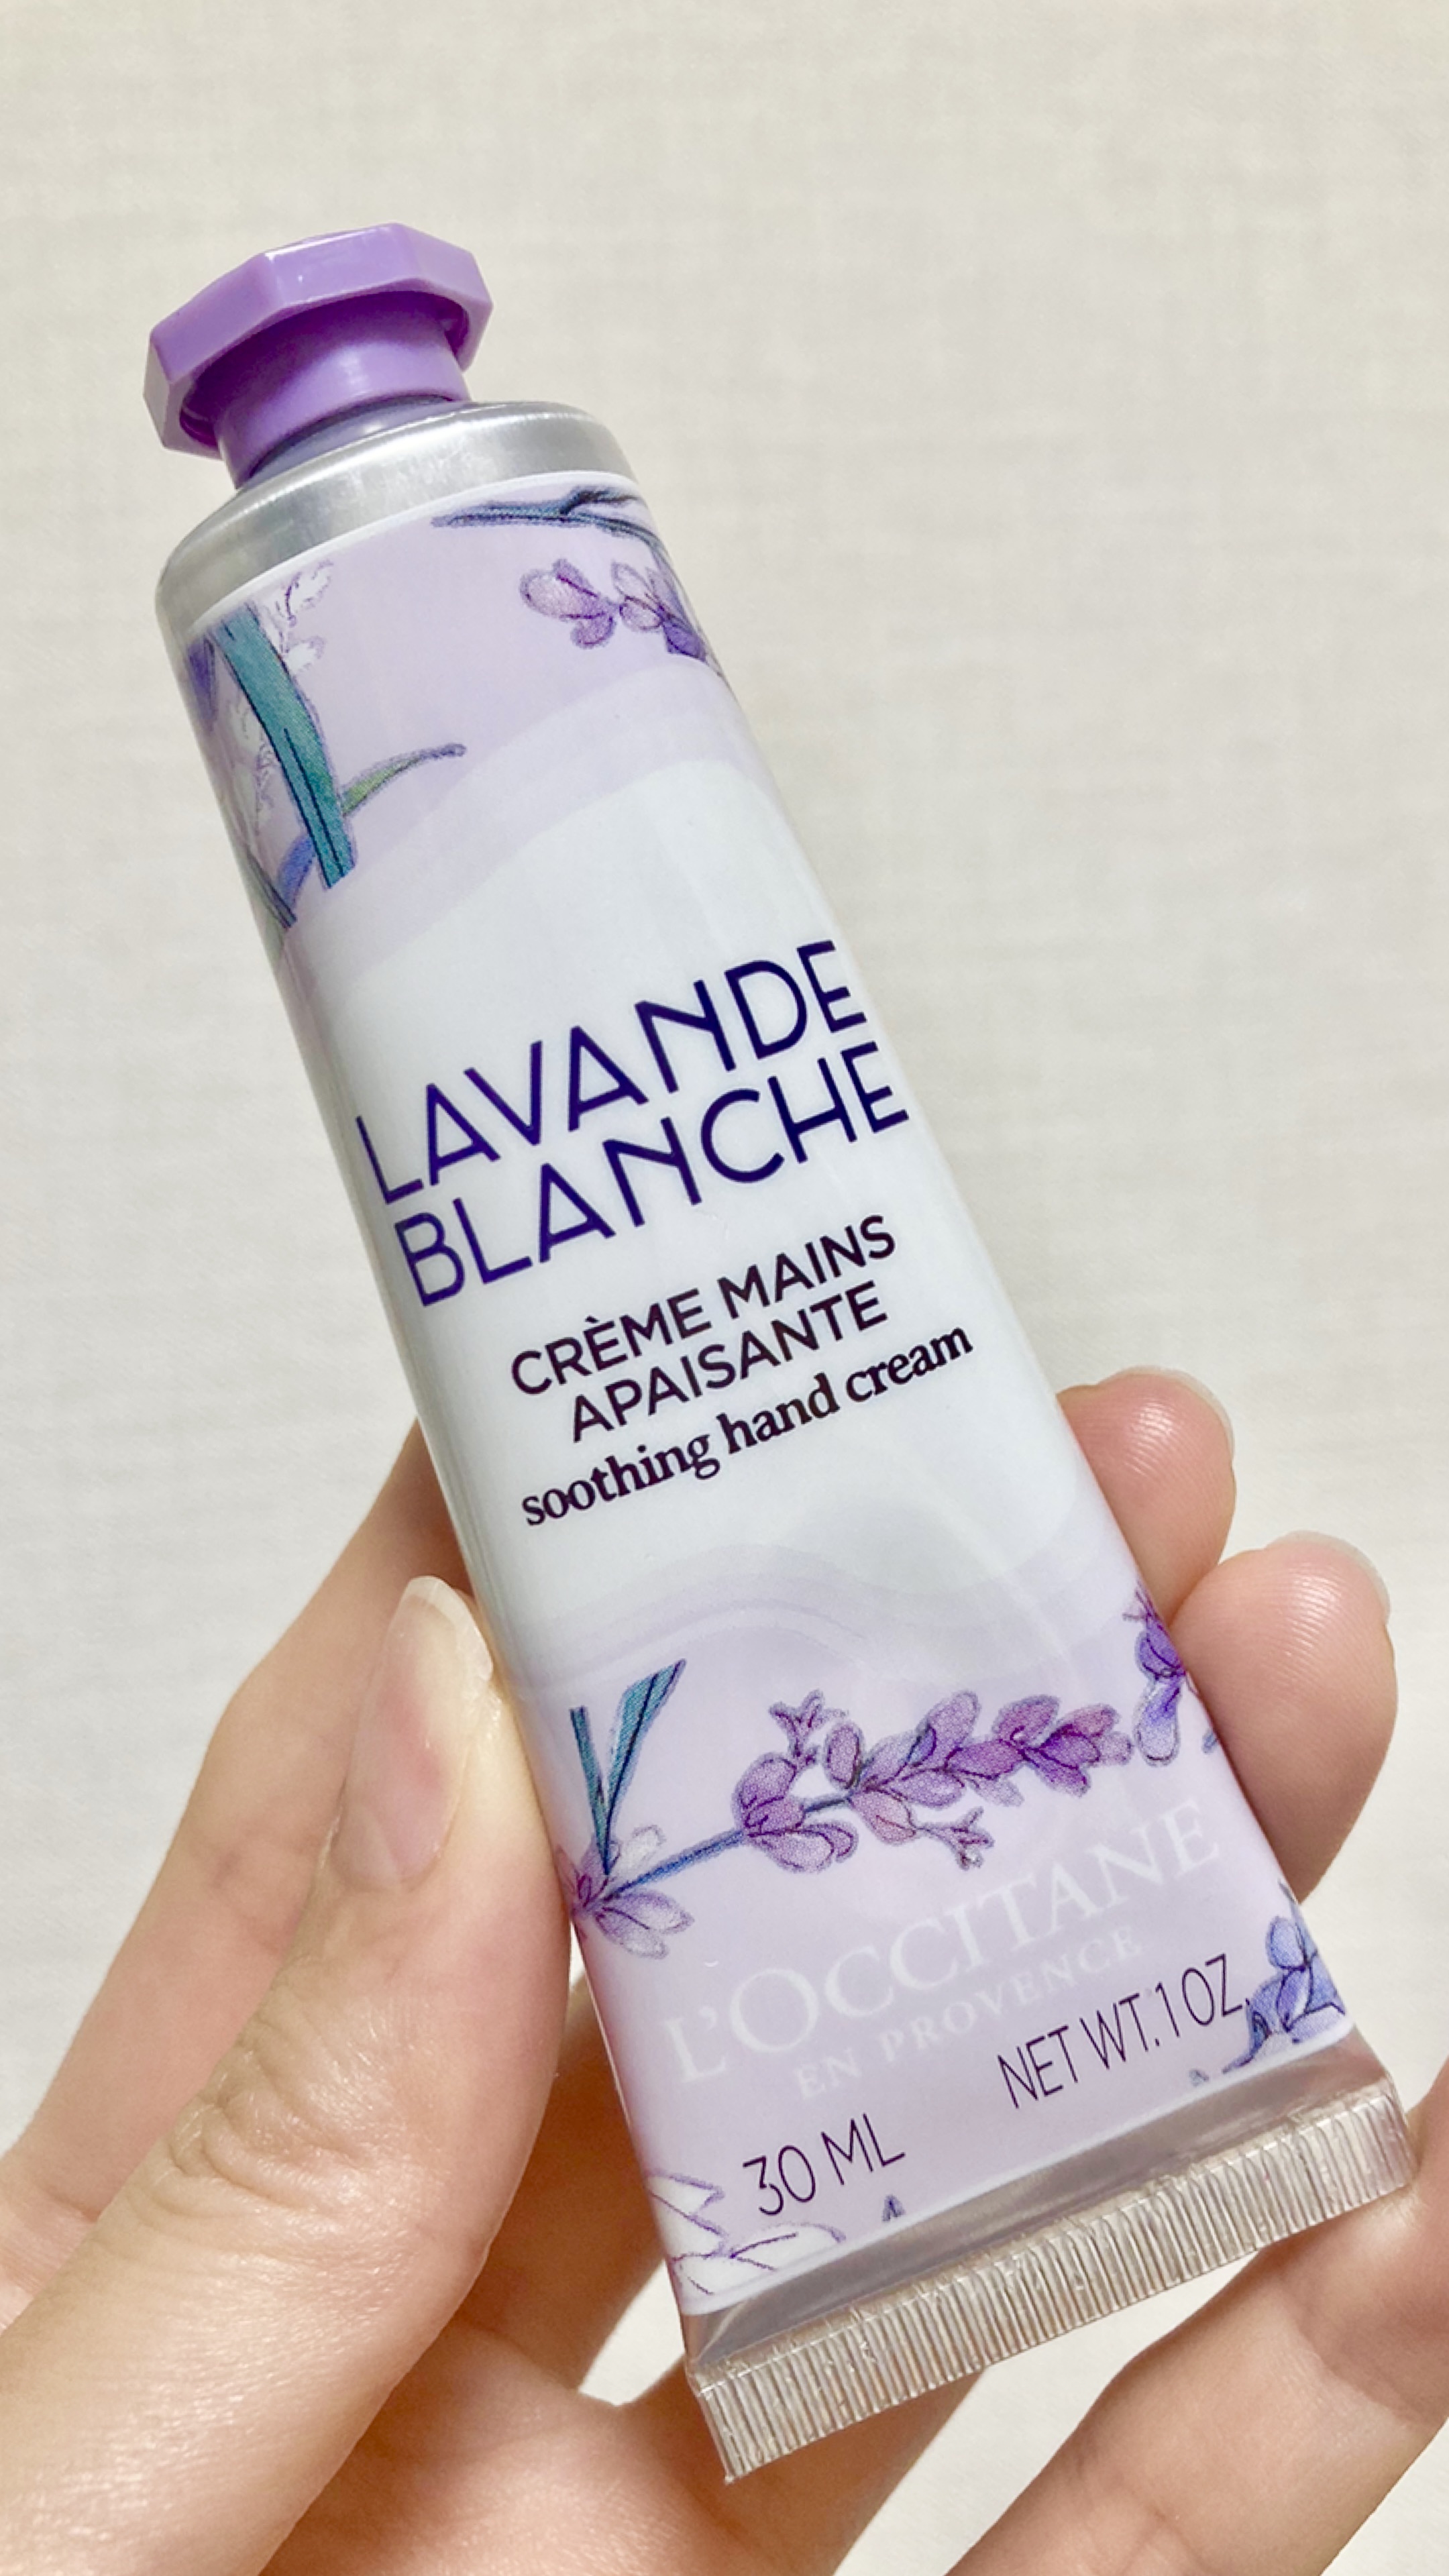 LAVANDE
BLANCHE
CRÈME MAINS
APAISANTE
soothing hand cream
L'OCCITANE
EN PROVENCE
30 ML NET WT. 1 OZ.